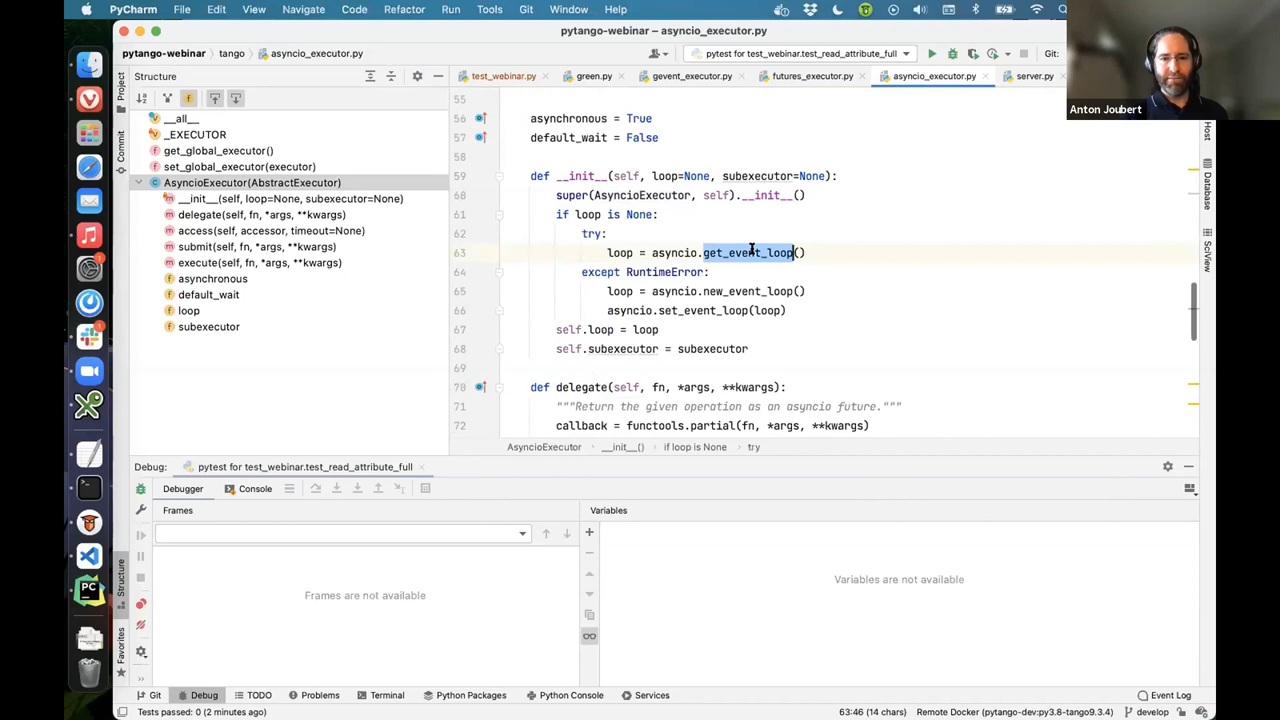 PyCharm File Edit View Navigate Code Refactor Run Tools Git Window Help
pytango-webinar – asyncio_executor.py
pytango-webinar tango asyncio_executor.py pytest for test_webinar.test_read_attribute_full Git:
Structure
test_webinar.py green.py gevent_executor.py futures_executor.py asyncio_executor.py server.py
Anton Joubert
Project
Commit
__all__
_EXECUTOR
get_global_executor()
set_global_executor(executor)
AsyncioExecutor(AbstractExecutor)
__init__(self, loop=None, subexecutor=None)
delegate(self, fn, *args, **kwargs)
access(self, accessor, timeout=None)
submit(self, fn, *args, **kwargs)
execute(self, fn, *args, **kwargs)
asynchronous
default_wait
loop
subexecutor
55
56 asynchronous = True
57 default_wait = False
58
59 def __init__(self, loop=None, subexecutor=None):
60 super(AsyncioExecutor, self).__init__()
61 if loop is None:
62 try:
63 loop = asyncio.get_event_loop()
64 except RuntimeError:
65 loop = asyncio.new_event_loop()
66 asyncio.set_event_loop(loop)
67 self.loop = loop
68 self.subexecutor = subexecutor
69
70 def delegate(self, fn, *args, **kwargs):
71 """Return the given operation as an asyncio future."""
72 callback = functools.partial(fn, *args, **kwargs)
AsyncioExecutor __init__() if loop is None try
Host
Database
SciView
Debug: pytest for test_webinar.test_read_attribute_full
Debugger Console
Frames Variables
Frames are not available
Variables are not available
Structure
Favorites
Git Debug TODO Problems Terminal Python Packages Python Console Services Event Log
Tests passed: 0 (2 minutes ago) 63:46 (14 chars) Remote Docker (pytango-dev:py3.8-tango9.3.4) develop